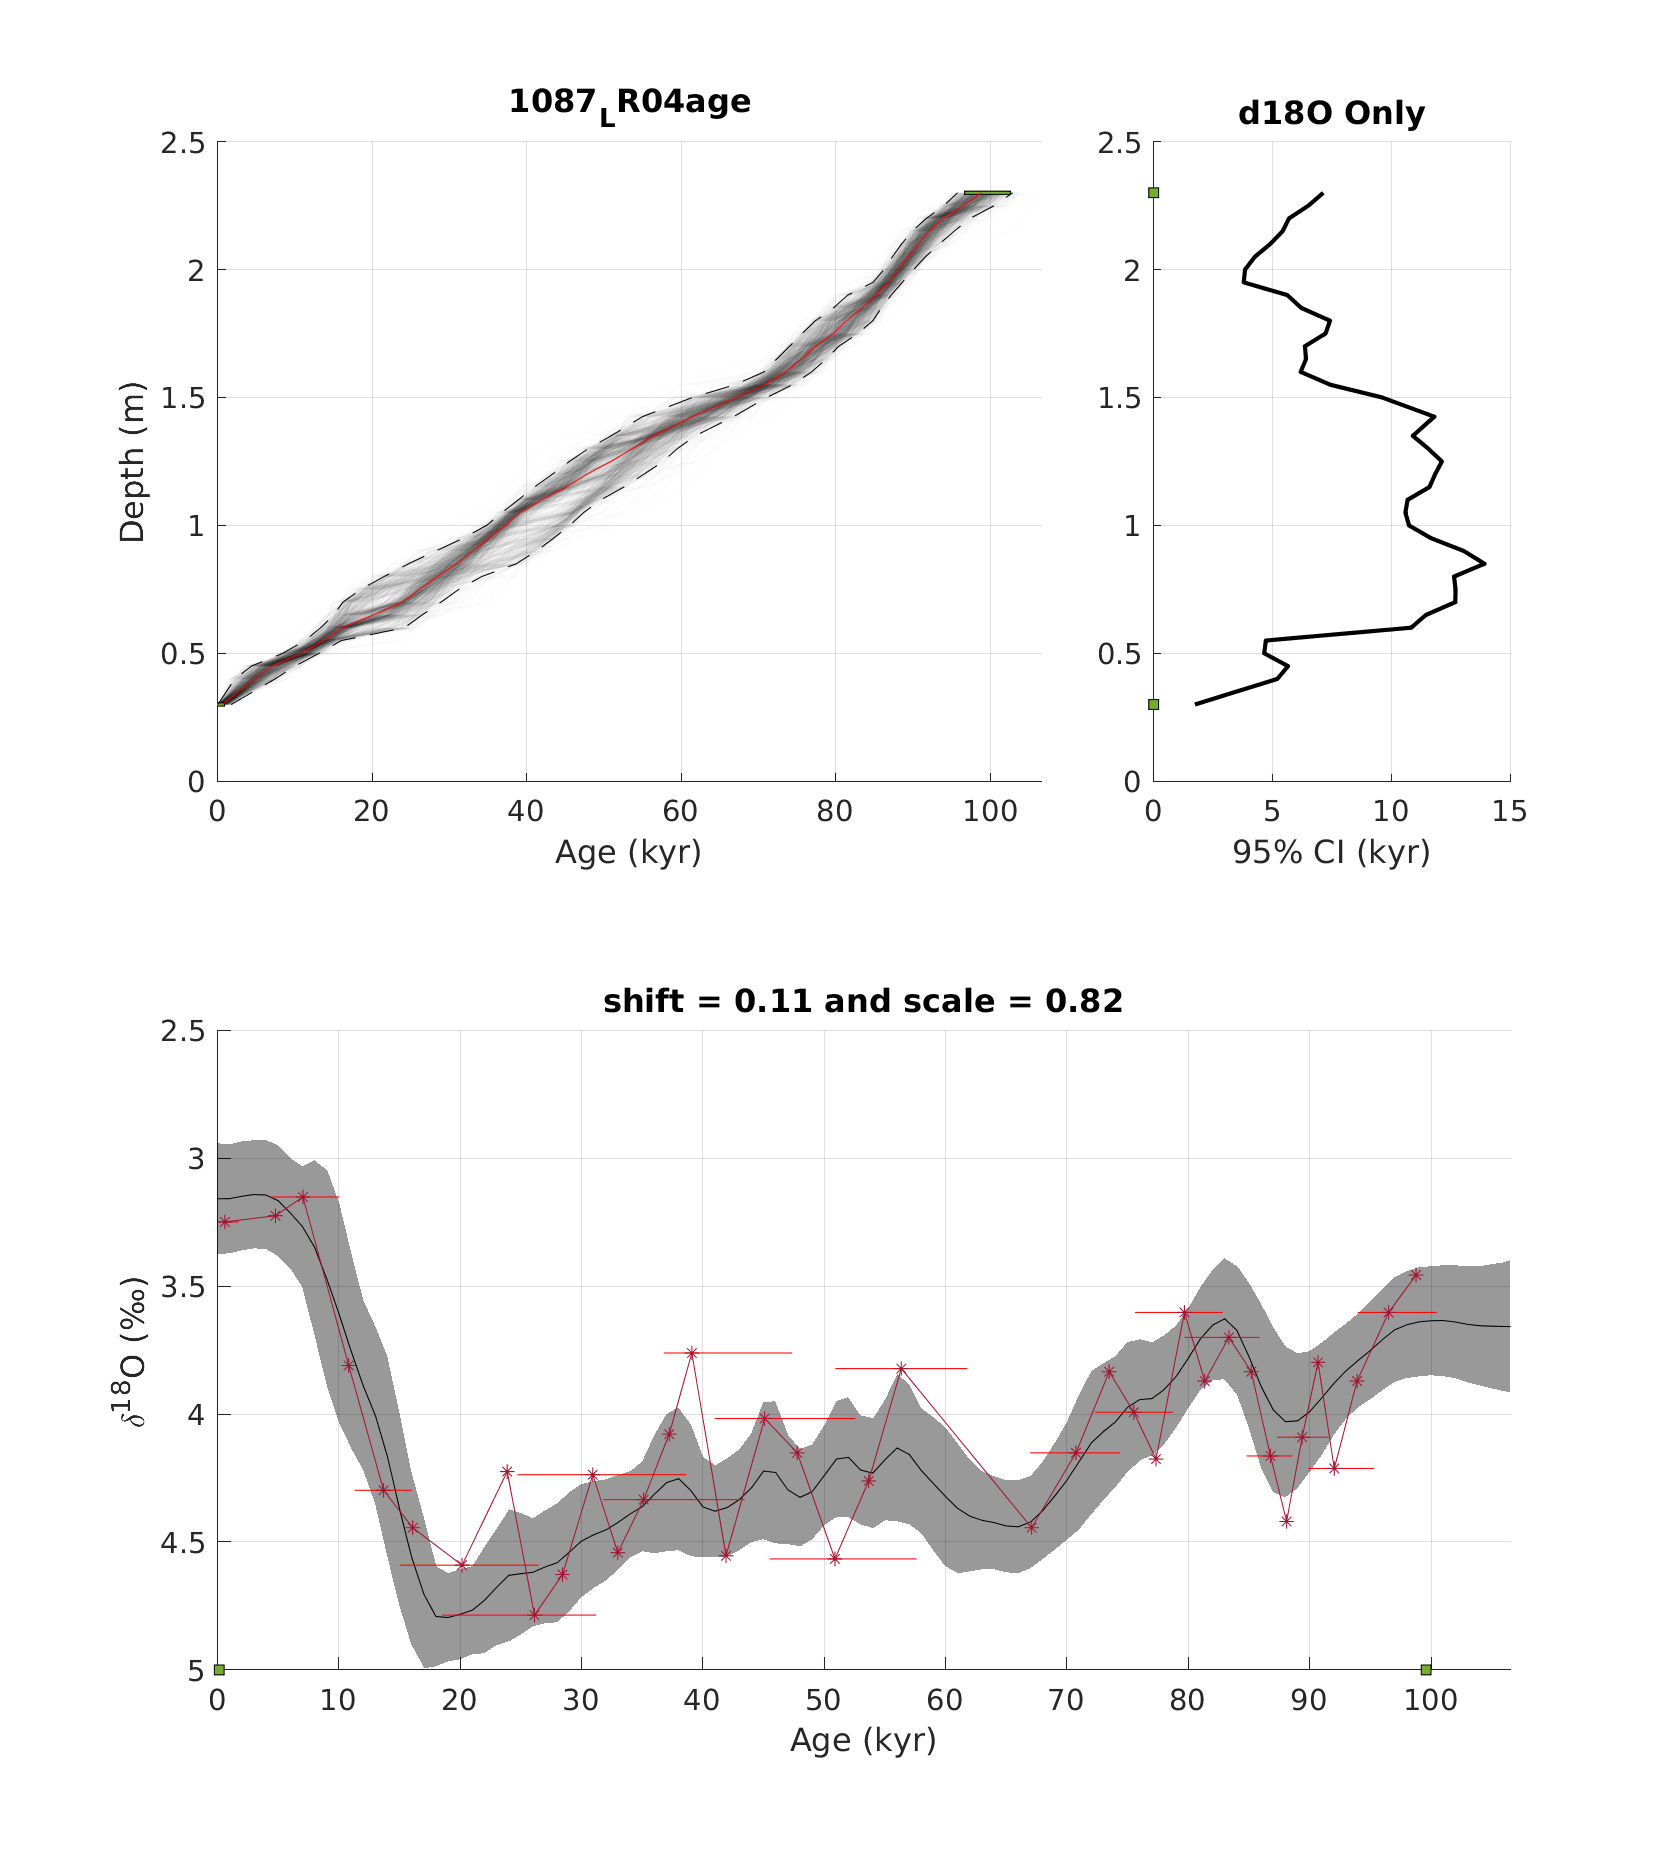 1087LR04age
d18O Only
2.5
2
1.5
1
0.5
0
Depth (m)
0 20 40 60 80 100
Age (kyr)
2.5
2
1.5
1
0.5
0
0 5 10 15
95% CI (kyr)
shift = 0.11 and scale = 0.82
2.5
3
3.5
4
4.5
5
δ18O (‰)
0 10 20 30 40 50 60 70 80 90 100
Age (kyr)